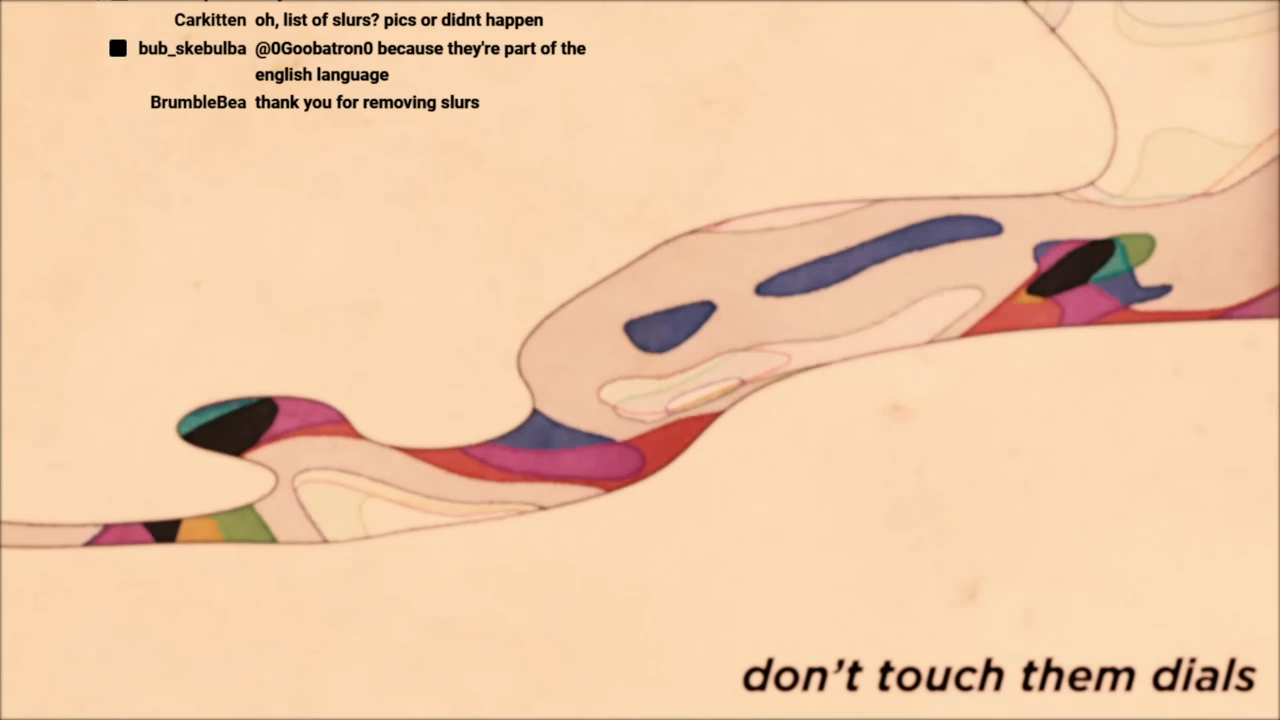 Carkitten oh, list of slurs? pics or didnt happen
bub_skebulba @0Goobatron0 because they're part of the
english language
BrumbleBea thank you for removing slurs
don't touch them dials